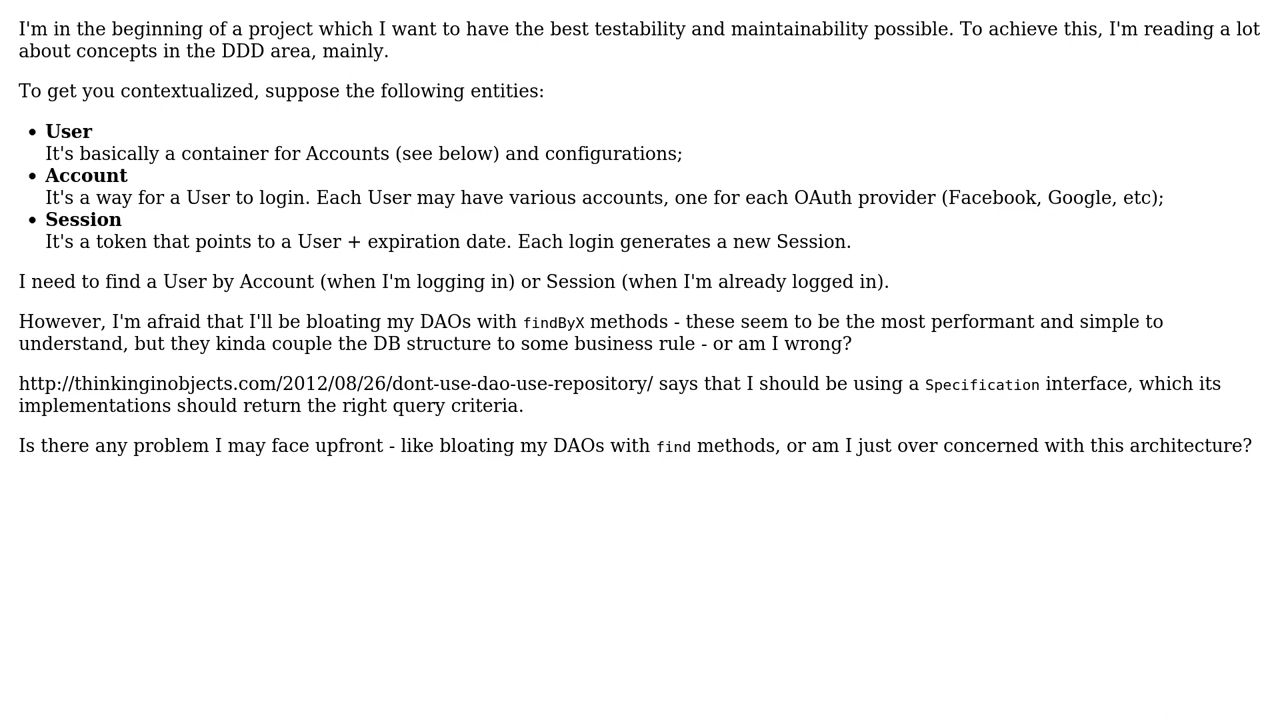 I'm in the beginning of a project which I want to have the best testability and maintainability possible. To achieve this, I'm reading a lot
about concepts in the DDD area, mainly.
To get you contextualized, suppose the following entities:
• User
It's basically a container for Accounts (see below) and configurations;
• Account
It's a way for a User to login. Each User may have various accounts, one for each OAuth provider (Facebook, Google, etc);
• Session
It's a token that points to a User + expiration date. Each login generates a new Session.
I need to find a User by Account (when I'm logging in) or Session (when I'm already logged in).
However, I'm afraid that I'll be bloating my DAOs with findByX methods - these seem to be the most performant and simple to
understand, but they kinda couple the DB structure to some business rule - or am I wrong?
http://thinkinginobjects.com/2012/08/26/dont-use-dao-use-repository/ says that I should be using a Specification interface, which its
implementations should return the right query criteria.
Is there any problem I may face upfront - like bloating my DAOs with find methods, or am I just over concerned with this architecture?